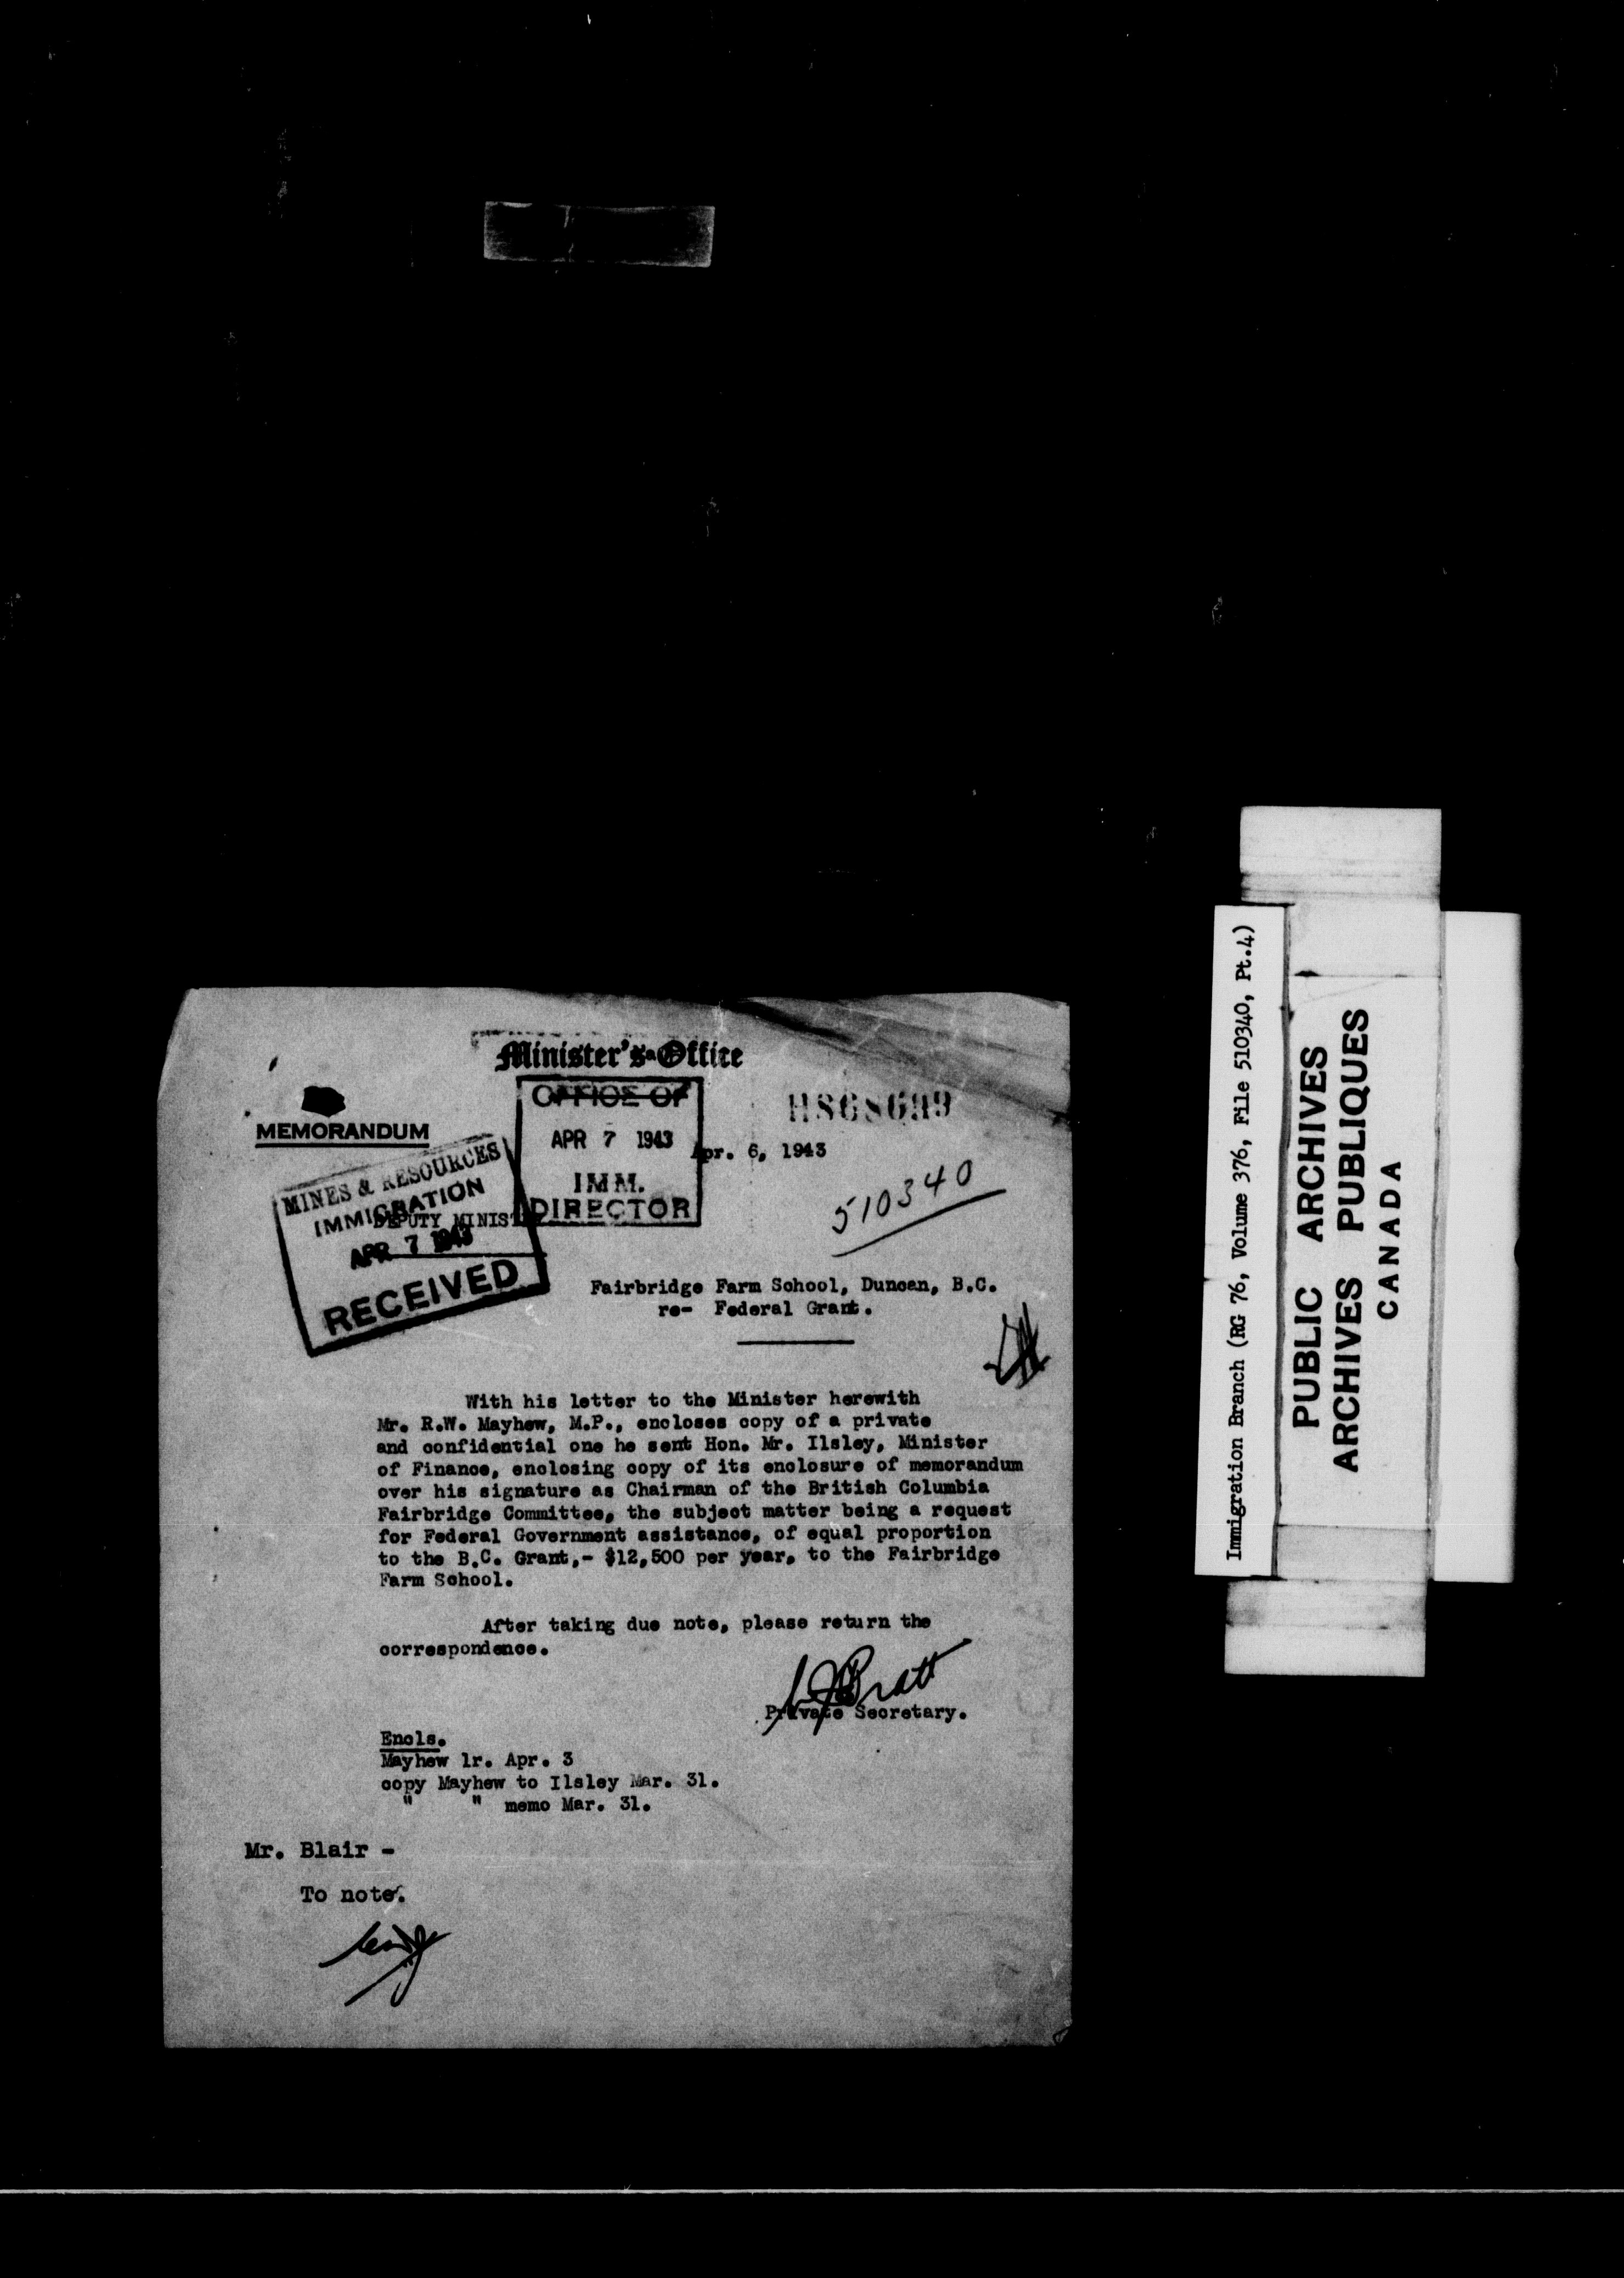 Minister's Office
OFFICE OF
APR 7 1943
IMM.
DIRECTOR
H868699
MEMORANDUM
Apr. 6, 1943
510340
MINES & RESOURCES
IMMIGRATION
APR 7 1943
RECEIVED
DEPUTY MINIS
Fairbridge Farm School, Duncan, B.C.
re- Federal Grant.
With his letter to the Minister herewith
Mr. R.W. Mayhew, M.P., encloses copy of a private
and confidential one he sent Hon. Mr. Ilsley, Minister
of Finance, enclosing copy of its enclosure of memorandum
over his signature as Chairman of the British Columbia
Fairbridge Committee, the subject matter being a request
for Federal Government assistance, of equal proportion
to the B.C. Grant,- $12,500 per year, to the Fairbridge
Farm School.
After taking due note, please return the
correspondence.
Pratt
Private Secretary.
Encls.
Mayhew lr. Apr. 3
copy Mayhew to Ilsley Mar. 31.
" " memo Mar. 31.
Mr. Blair -
To note.
Immigration Branch (RG 76, Volume 376, File 510340, Pt.4)
PUBLIC ARCHIVES
ARCHIVES PUBLIQUES
CANADA